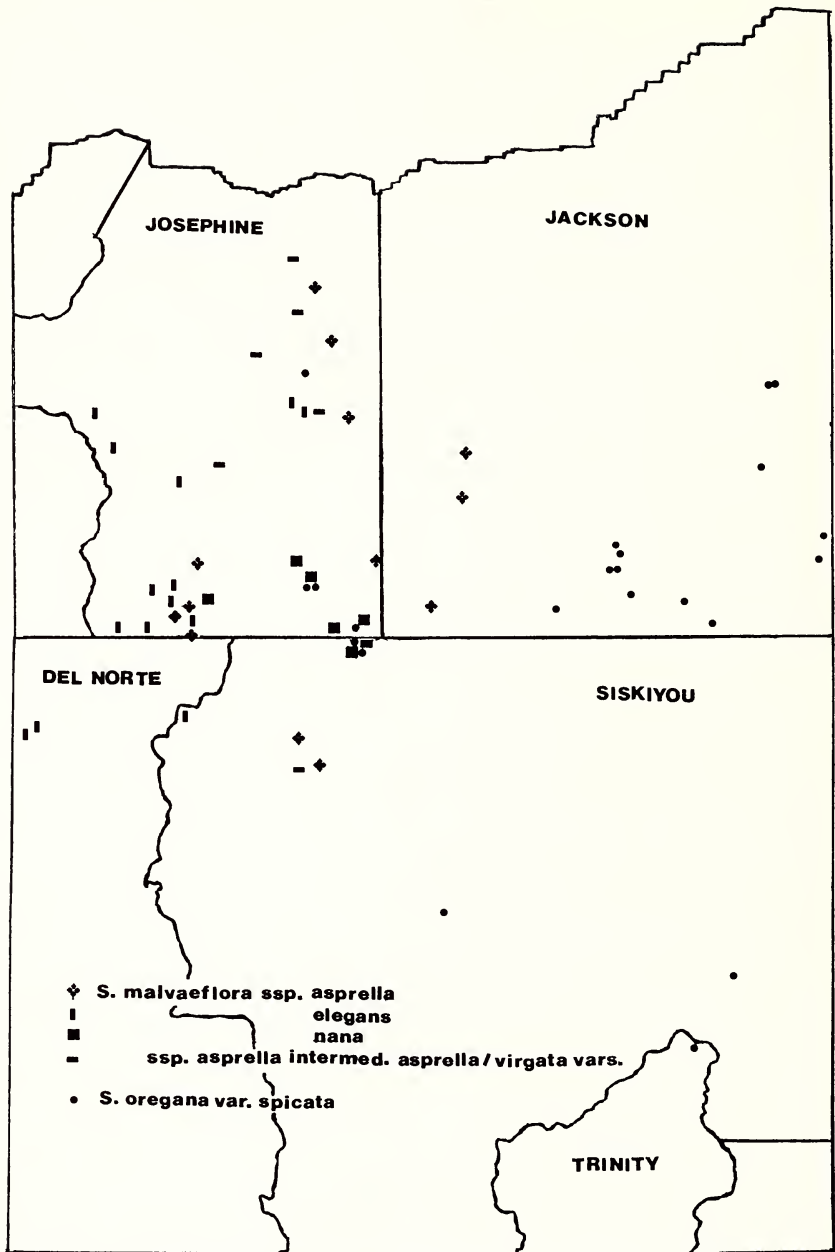 JOSEPHINE
JACKSON
DEL NORTE
SISKIYOU
S. malvaeflora ssp. asprella
elegans
nana
ssp. asprella intermed. asprella/virgata vars.
S. oregana var. spicata
TRINITY